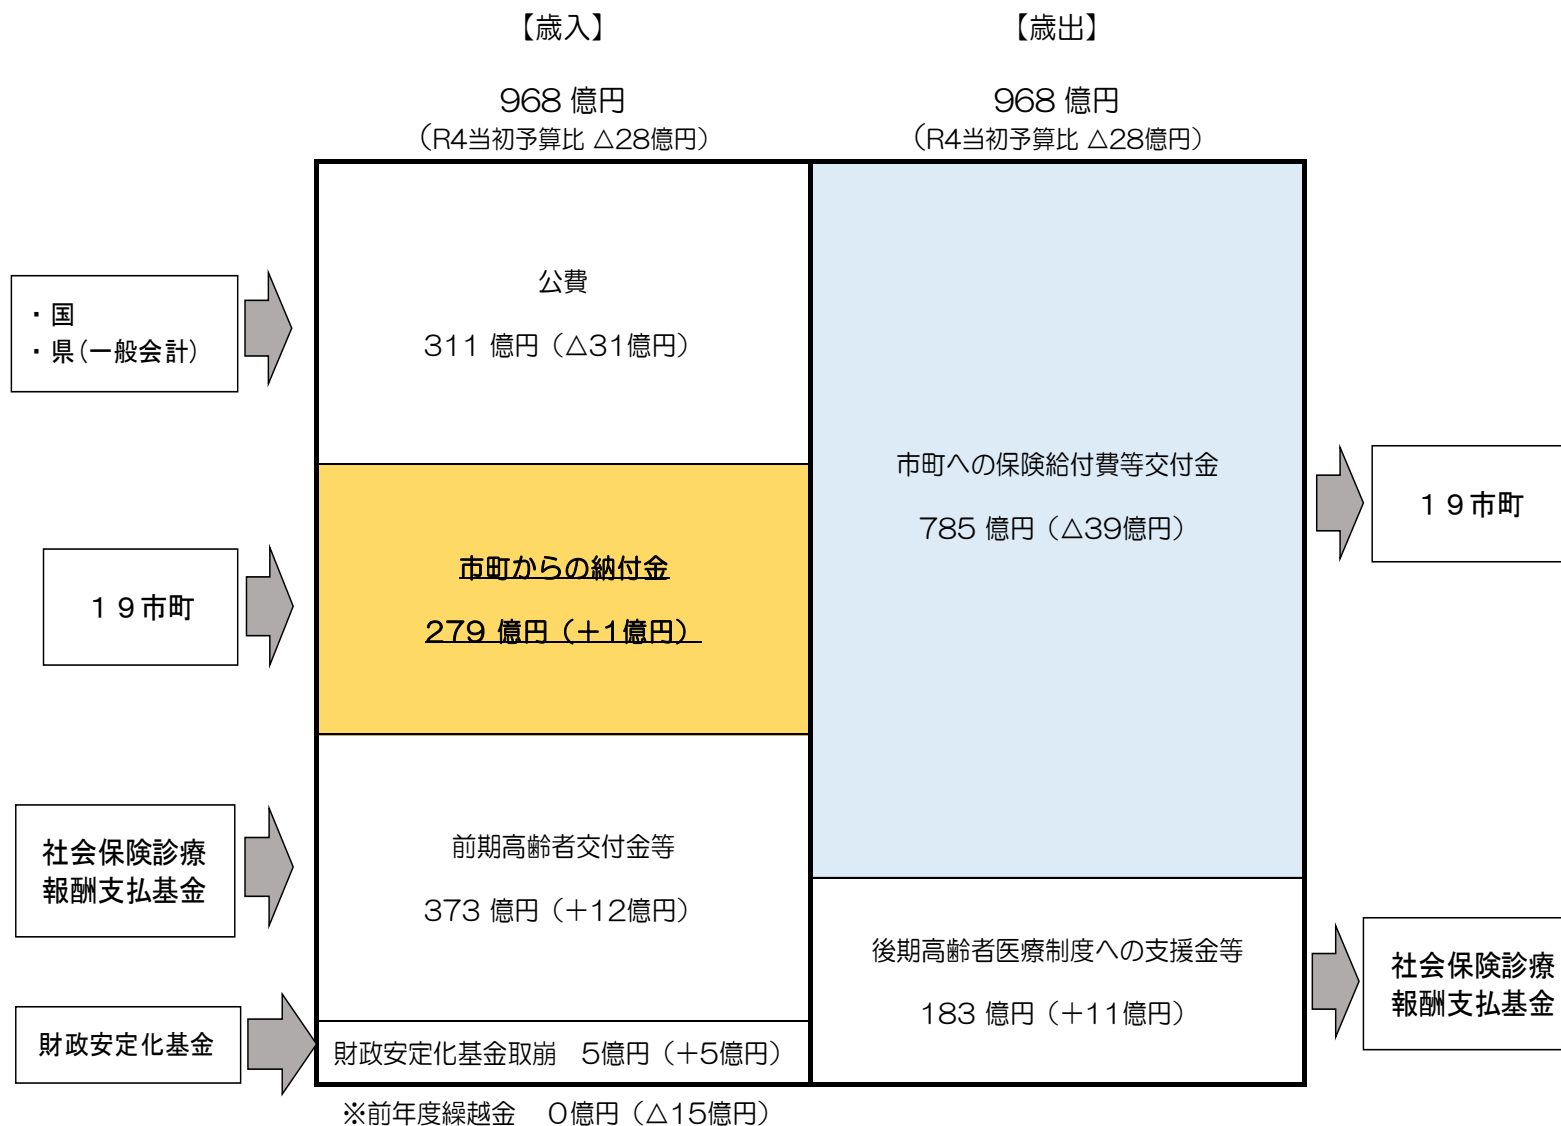 【歳入】
968 億円
（R4当初予算比 △28億円）
【歳出】
968 億円
（R4当初予算比 △28億円）
・国
・県（一般会計）
公費
311 億円（△31億円）
１９市町
市町からの納付金
279 億円（＋1億円）
社会保険診療
報酬支払基金
前期高齢者交付金等
373 億円（＋12億円）
財政安定化基金
財政安定化基金取崩　5億円（＋5億円）
※前年度繰越金　0億円（△15億円）
市町への保険給付費等交付金
785 億円（△39億円）
１９市町
後期高齢者医療制度への支援金等
183 億円（＋11億円）
社会保険診療
報酬支払基金